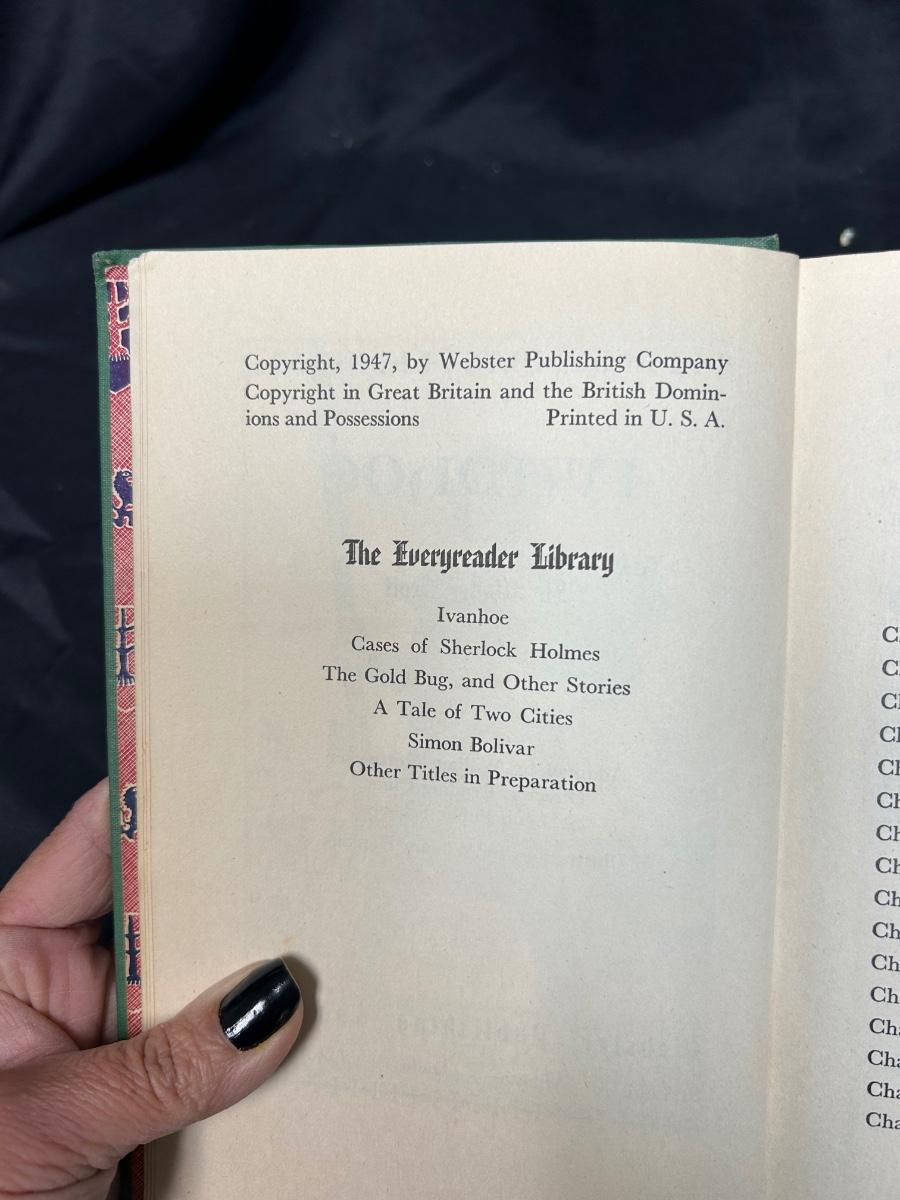 Copyright, 1947, by Webster Publishing Company
Copyright in Great Britain and the British Domin-
ions and Possessions Printed in U. S. A.
The Everyreader Library
Ivanhoe
Cases of Sherlock Holmes
The Gold Bug, and Other Stories
A Tale of Two Cities
Simon Bolivar
Other Titles in Preparation